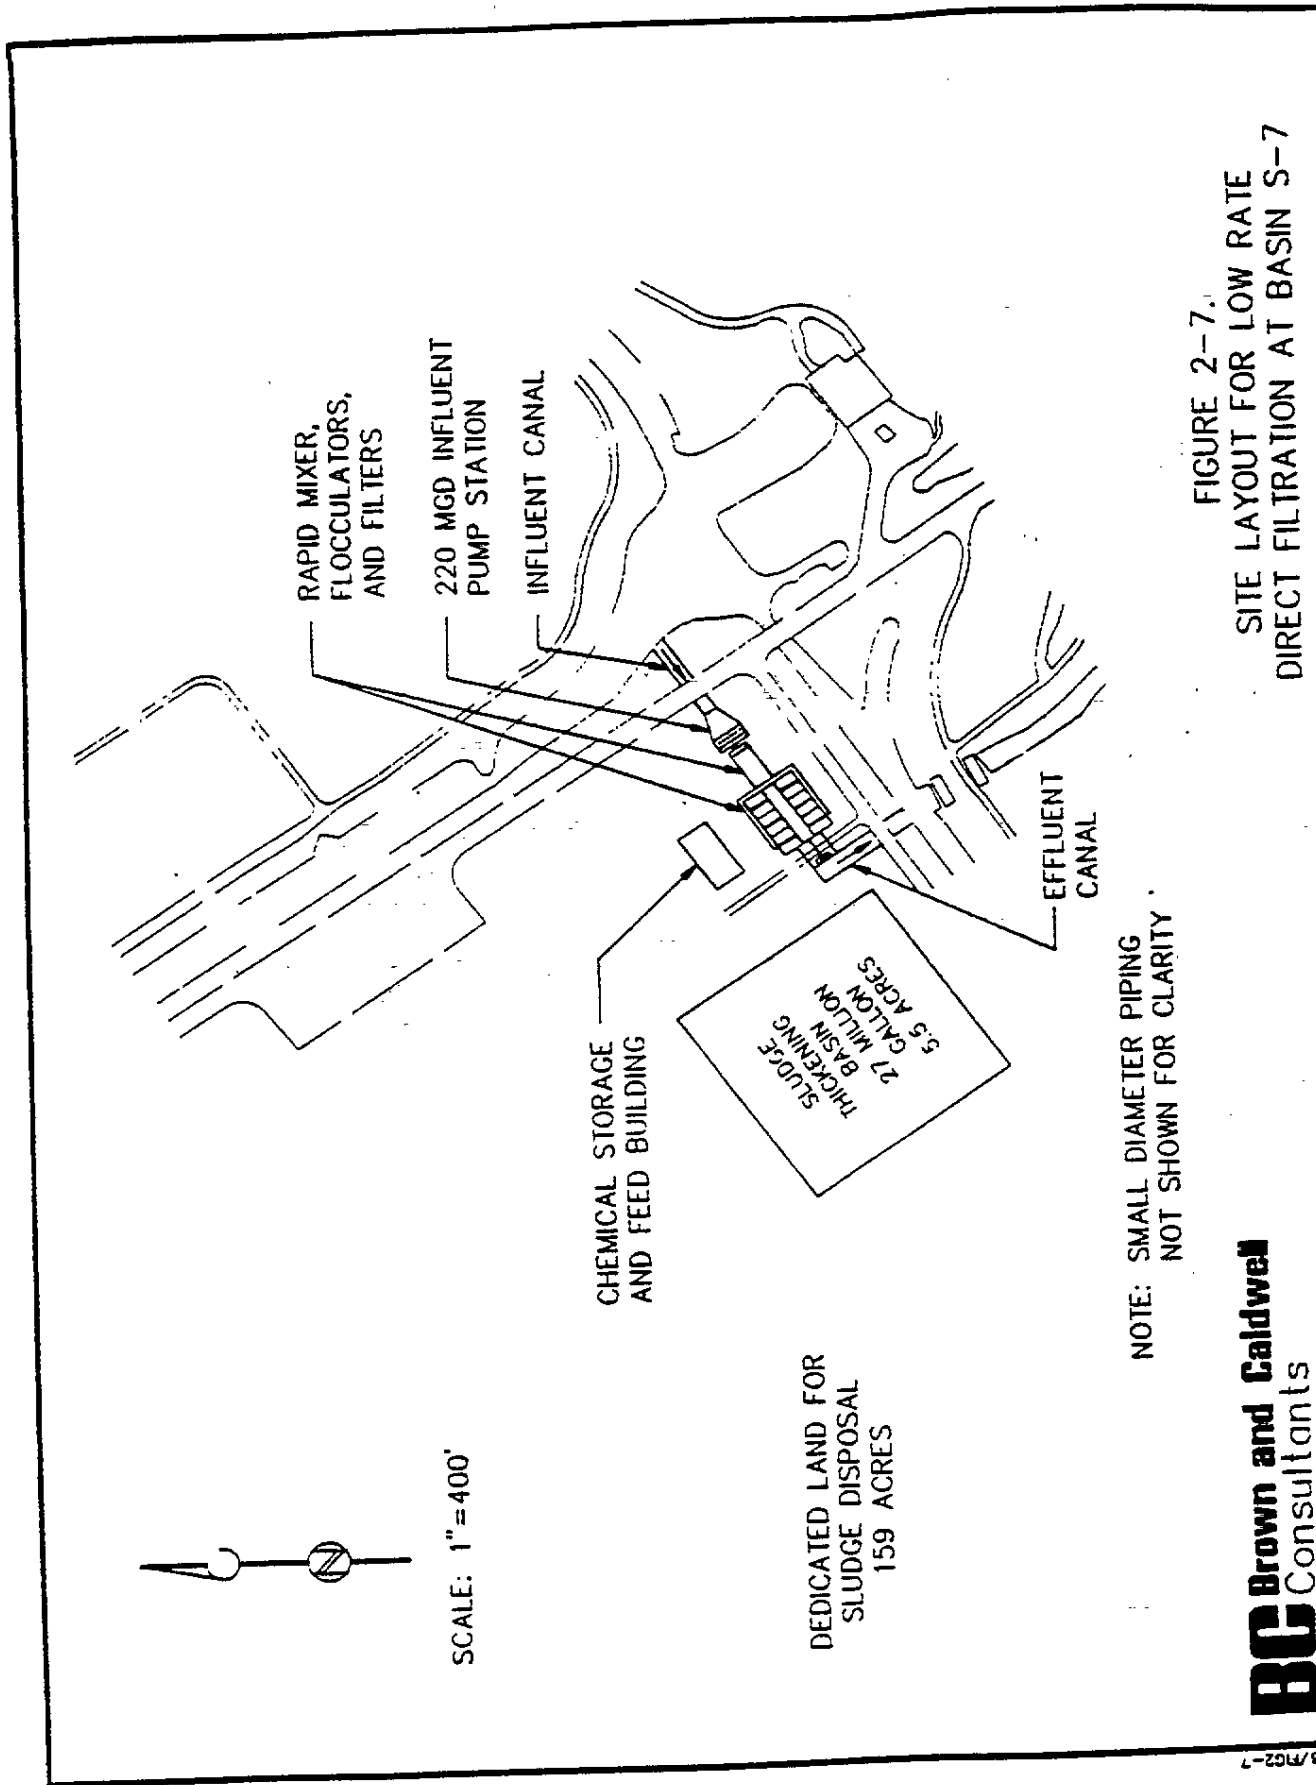 RAPID MIXER,
FLOCCULATORS,
AND FILTERS
220 MGD INFLUENT
PUMP STATION
INFLUENT CANAL
N
SCALE: 1"=400'
CHEMICAL STORAGE
AND FEED BUILDING
SLUDGE
THICKENING
BASIN
27 MILLION
GALLON
5.5 ACRES
DEDICATED LAND FOR
SLUDGE DISPOSAL
159 ACRES
EFFLUENT
CANAL
NOTE: SMALL DIAMETER PIPING
NOT SHOWN FOR CLARITY
FIGURE 2-7.
SITE LAYOUT FOR LOW RATE
DIRECT FILTRATION AT BASIN S-7
BC Brown and Caldwell
Consultants